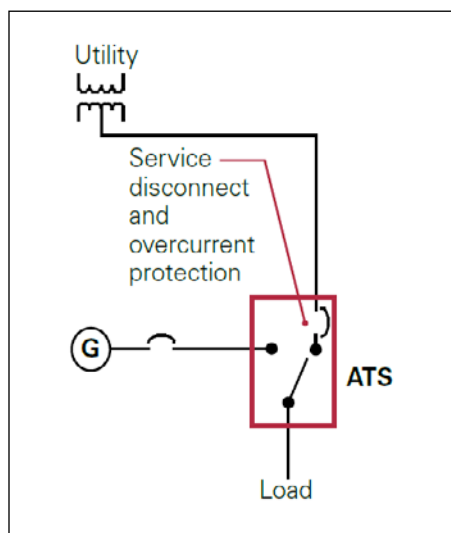 Utility
Service
disconnect
and
overcurrent
protection
G
ATS
Load